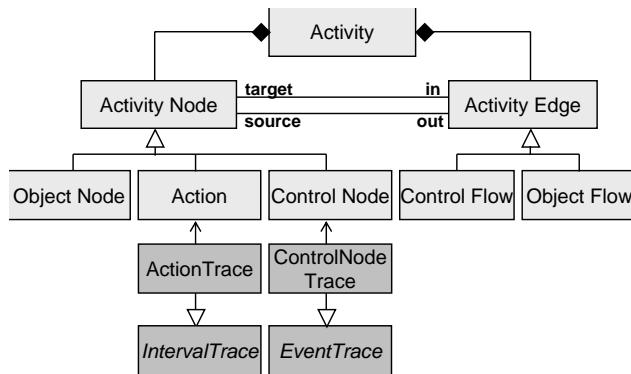 Activity
Activity Node
target
in
source
out
Activity Edge
Object Node
Action
Control Node
Control Flow
Object Flow
ActionTrace
ControlNode
Trace
IntervalTrace
EventTrace